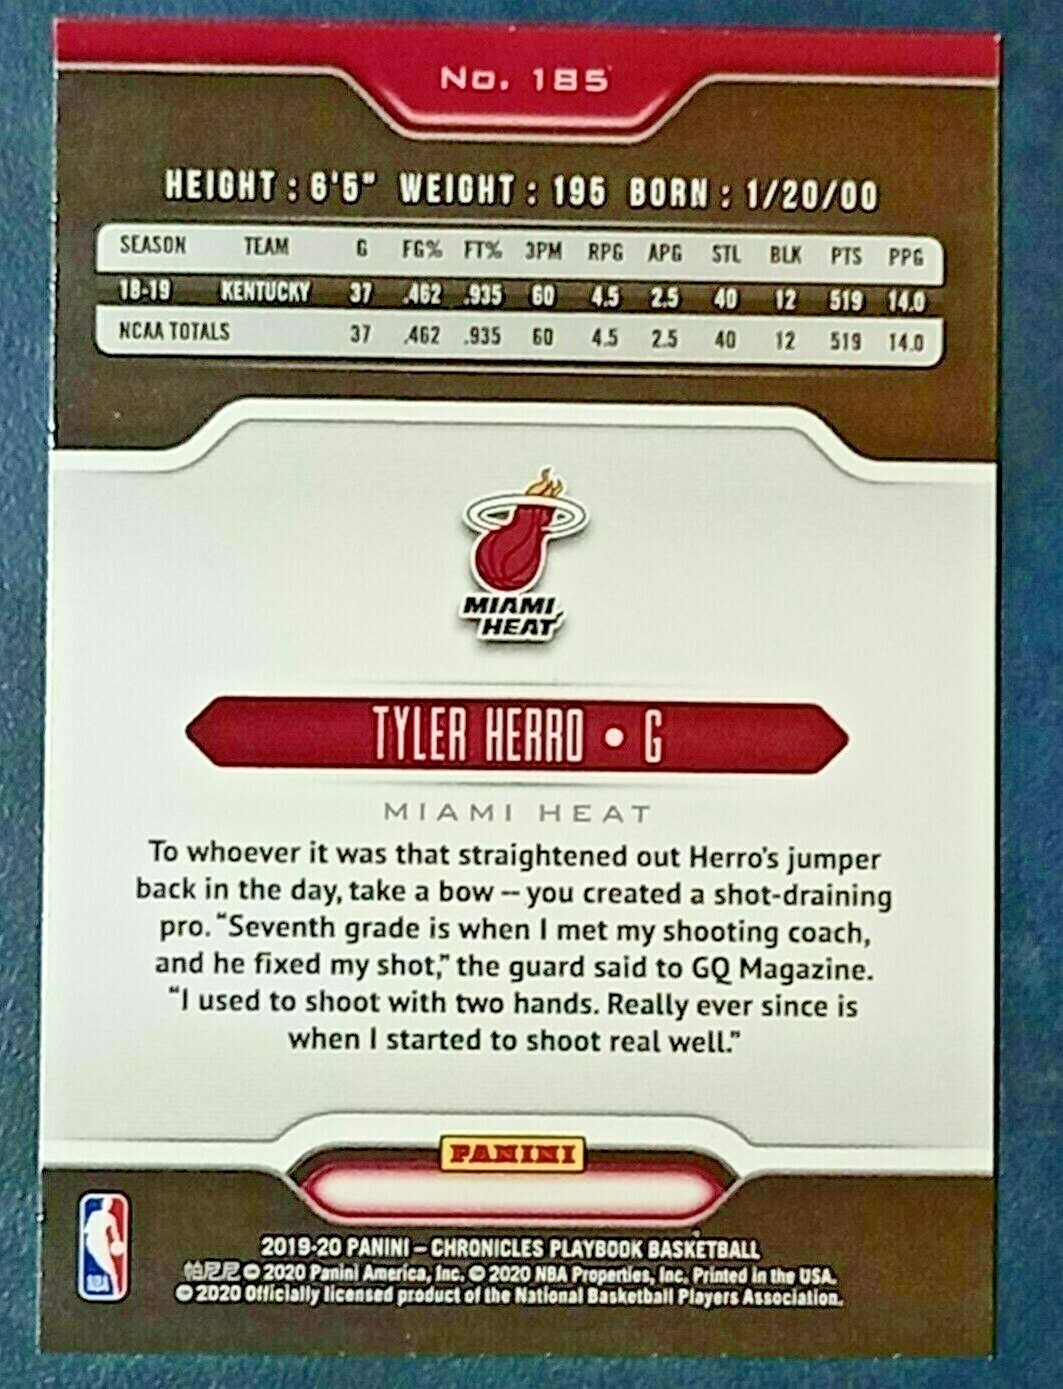 No. 185
HEIGHT : 6'5" WEIGHT : 195 BORN : 1/20/00
SEASON TEAM G FG% FT% 3PM RPG APG STL BLK PTS PPG
18-19 KENTUCKY 37 .462 .935 60 4.5 2.5 40 12 519 14.0
NCAA TOTALS 37 .462 .935 60 4.5 2.5 40 12 519 14.0
MIAMI
HEAT
TYLER HERRO • G
MIAMI HEAT
To whoever it was that straightened out Herro's jumper
back in the day, take a bow -- you created a shot-draining
pro. "Seventh grade is when I met my shooting coach,
and he fixed my shot," the guard said to GQ Magazine.
"I used to shoot with two hands. Really ever since is
when I started to shoot real well."
PANINI
NBA
2019-20 PANINI – CHRONICLES PLAYBOOK BASKETBALL
帕尼尼 © 2020 Panini America, Inc. © 2020 NBA Properties, Inc. Printed in the USA.
© 2020 Officially licensed product of the National Basketball Players Association.